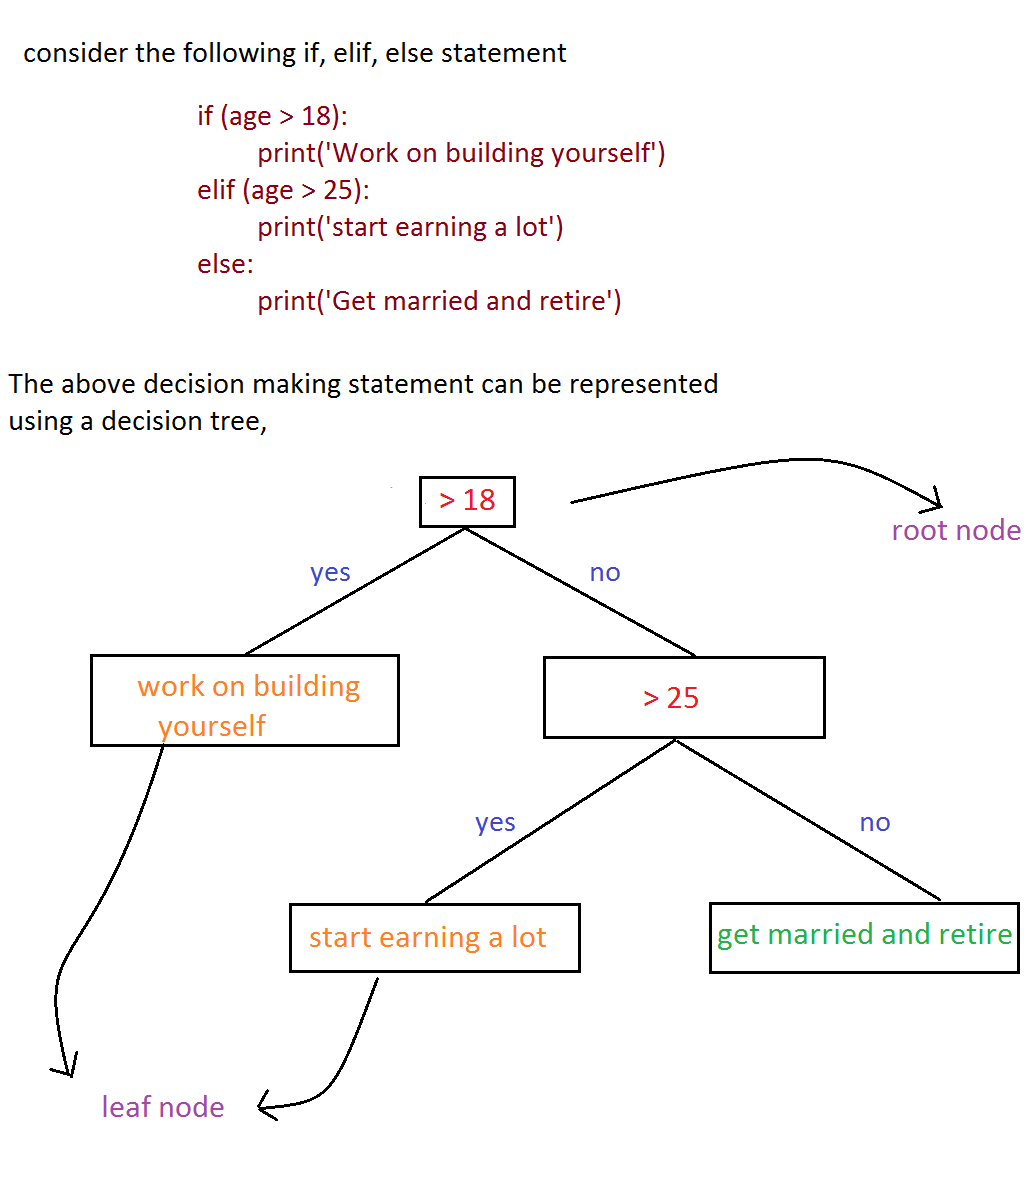 consider the following if, elif, else statement
if (age > 18):
print('Work on building yourself')
elif (age > 25):
print('start earning a lot')
else:
print('Get married and retire')
The above decision making statement can be represented
using a decision tree,
> 18
root node
yes
no
work on building
yourself
> 25
yes
no
start earning a lot
get married and retire
leaf node